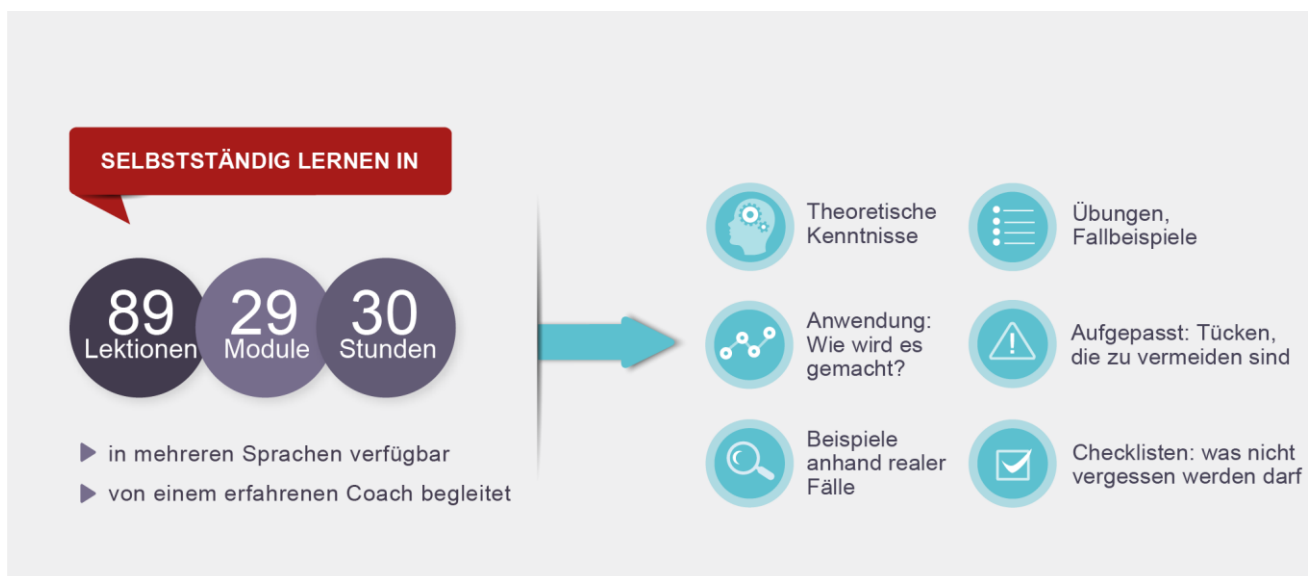 SELBSTSTÄNDIG LERNEN IN
89
Lektionen
29
Module
30
Stunden
in mehreren Sprachen verfügbar
von einem erfahrenen Coach begleitet
Theoretische
Kenntnisse
Übungen,
Fallbeispiele
Anwendung:
Wie wird es
gemacht?
Aufgepasst: Tücken,
die zu vermeiden sind
Beispiele
anhand realer
Fälle
Checklisten: was nicht
vergessen werden darf